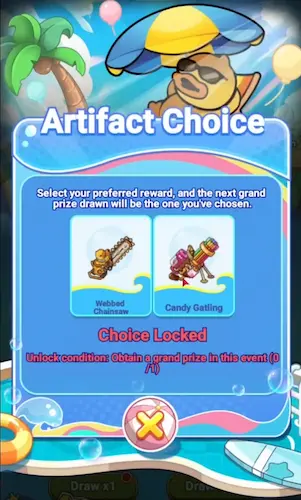 Artifact Choice
Select your preferred reward, and the next grand
prize drawn will be the one you've chosen.
Webbed
Chainsaw
Candy Gatling
Choice Locked
Unlock condition: Obtain a grand prize in this event (0
/1)
Draw x1